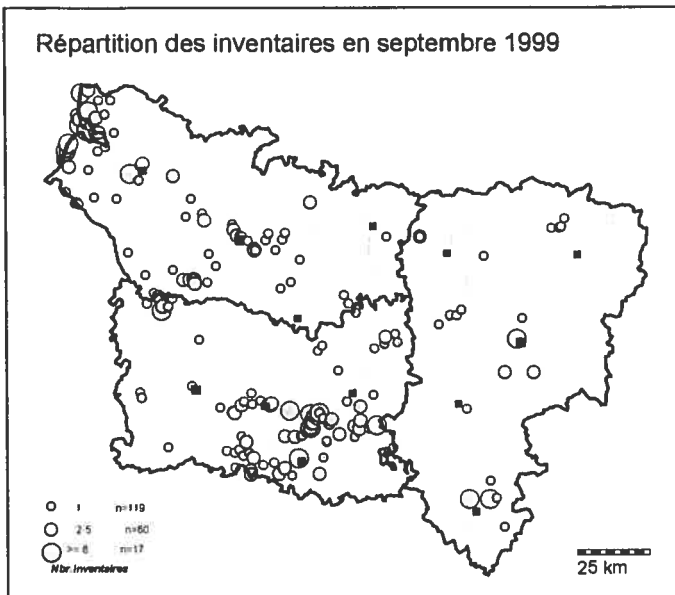 Répartition des inventaires en septembre 1999
1 n=119
2 5 n=60
>= 6 n=17
Nbr. Inventaires
25 km